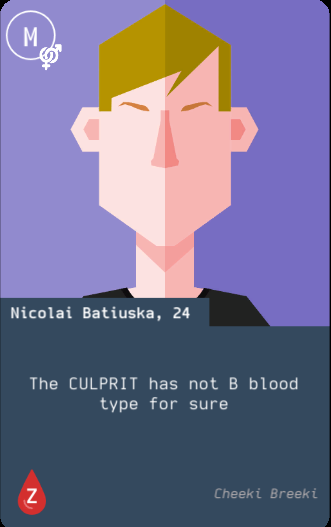 M
Nicolai Batiuska, 24
The CULPRIT has not B blood
type for sure
Z
Cheeki Breeki